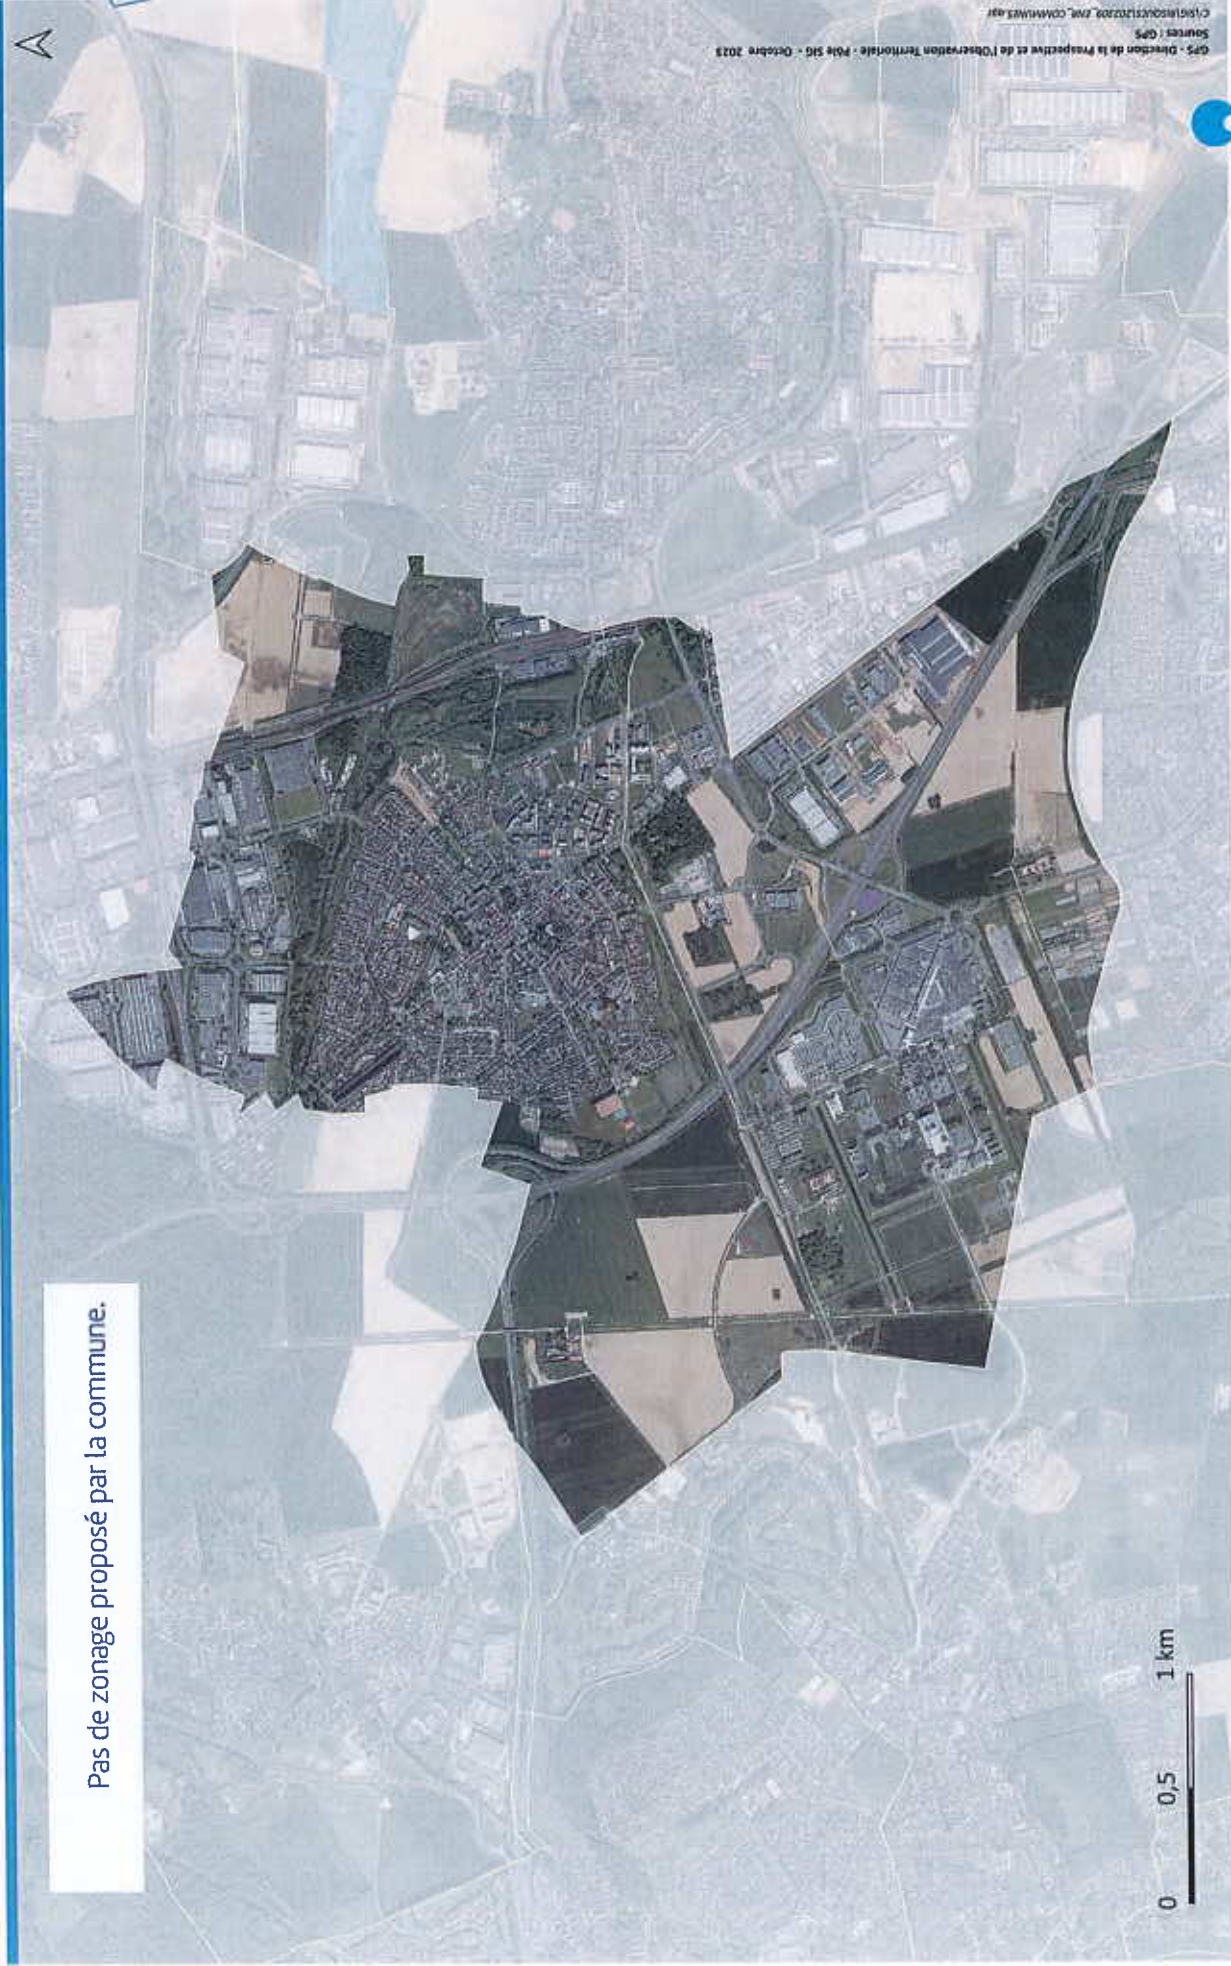 Pas de zonage proposé par la commune.
0 0,5 1 km
GPS - Direction de la Prospective et de l'Observation Territoriale - Pôle SIG - Octobre 2023
Sources : GPS